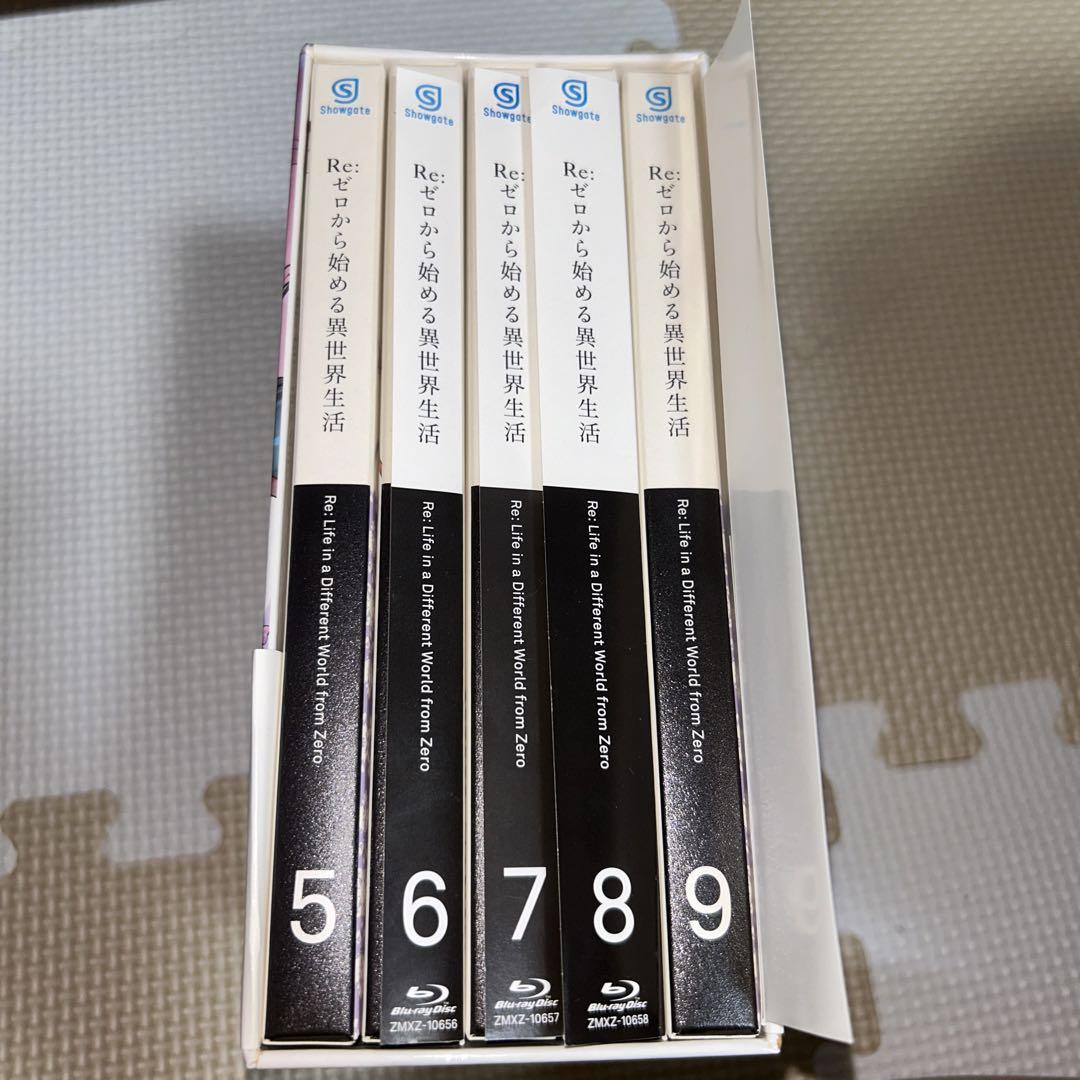 Showgate
Re:ゼロから始める異世界生活
Re: Life in a Different World from Zero
5
Showgate
Re:ゼロから始める異世界生活
Re: Life in a Different World from Zero
6
Blu-ray Disc
ZMXZ-10656
Showgate
Re:ゼロから始める異世界生活
Re: Life in a Different World from Zero
7
Blu-ray Disc
ZMXZ-10657
Showgate
Re:ゼロから始める異世界生活
Re: Life in a Different World from Zero
8
Blu-ray Disc
ZMXZ-10658
Showgate
Re:ゼロから始める異世界生活
Re: Life in a Different World from Zero
9